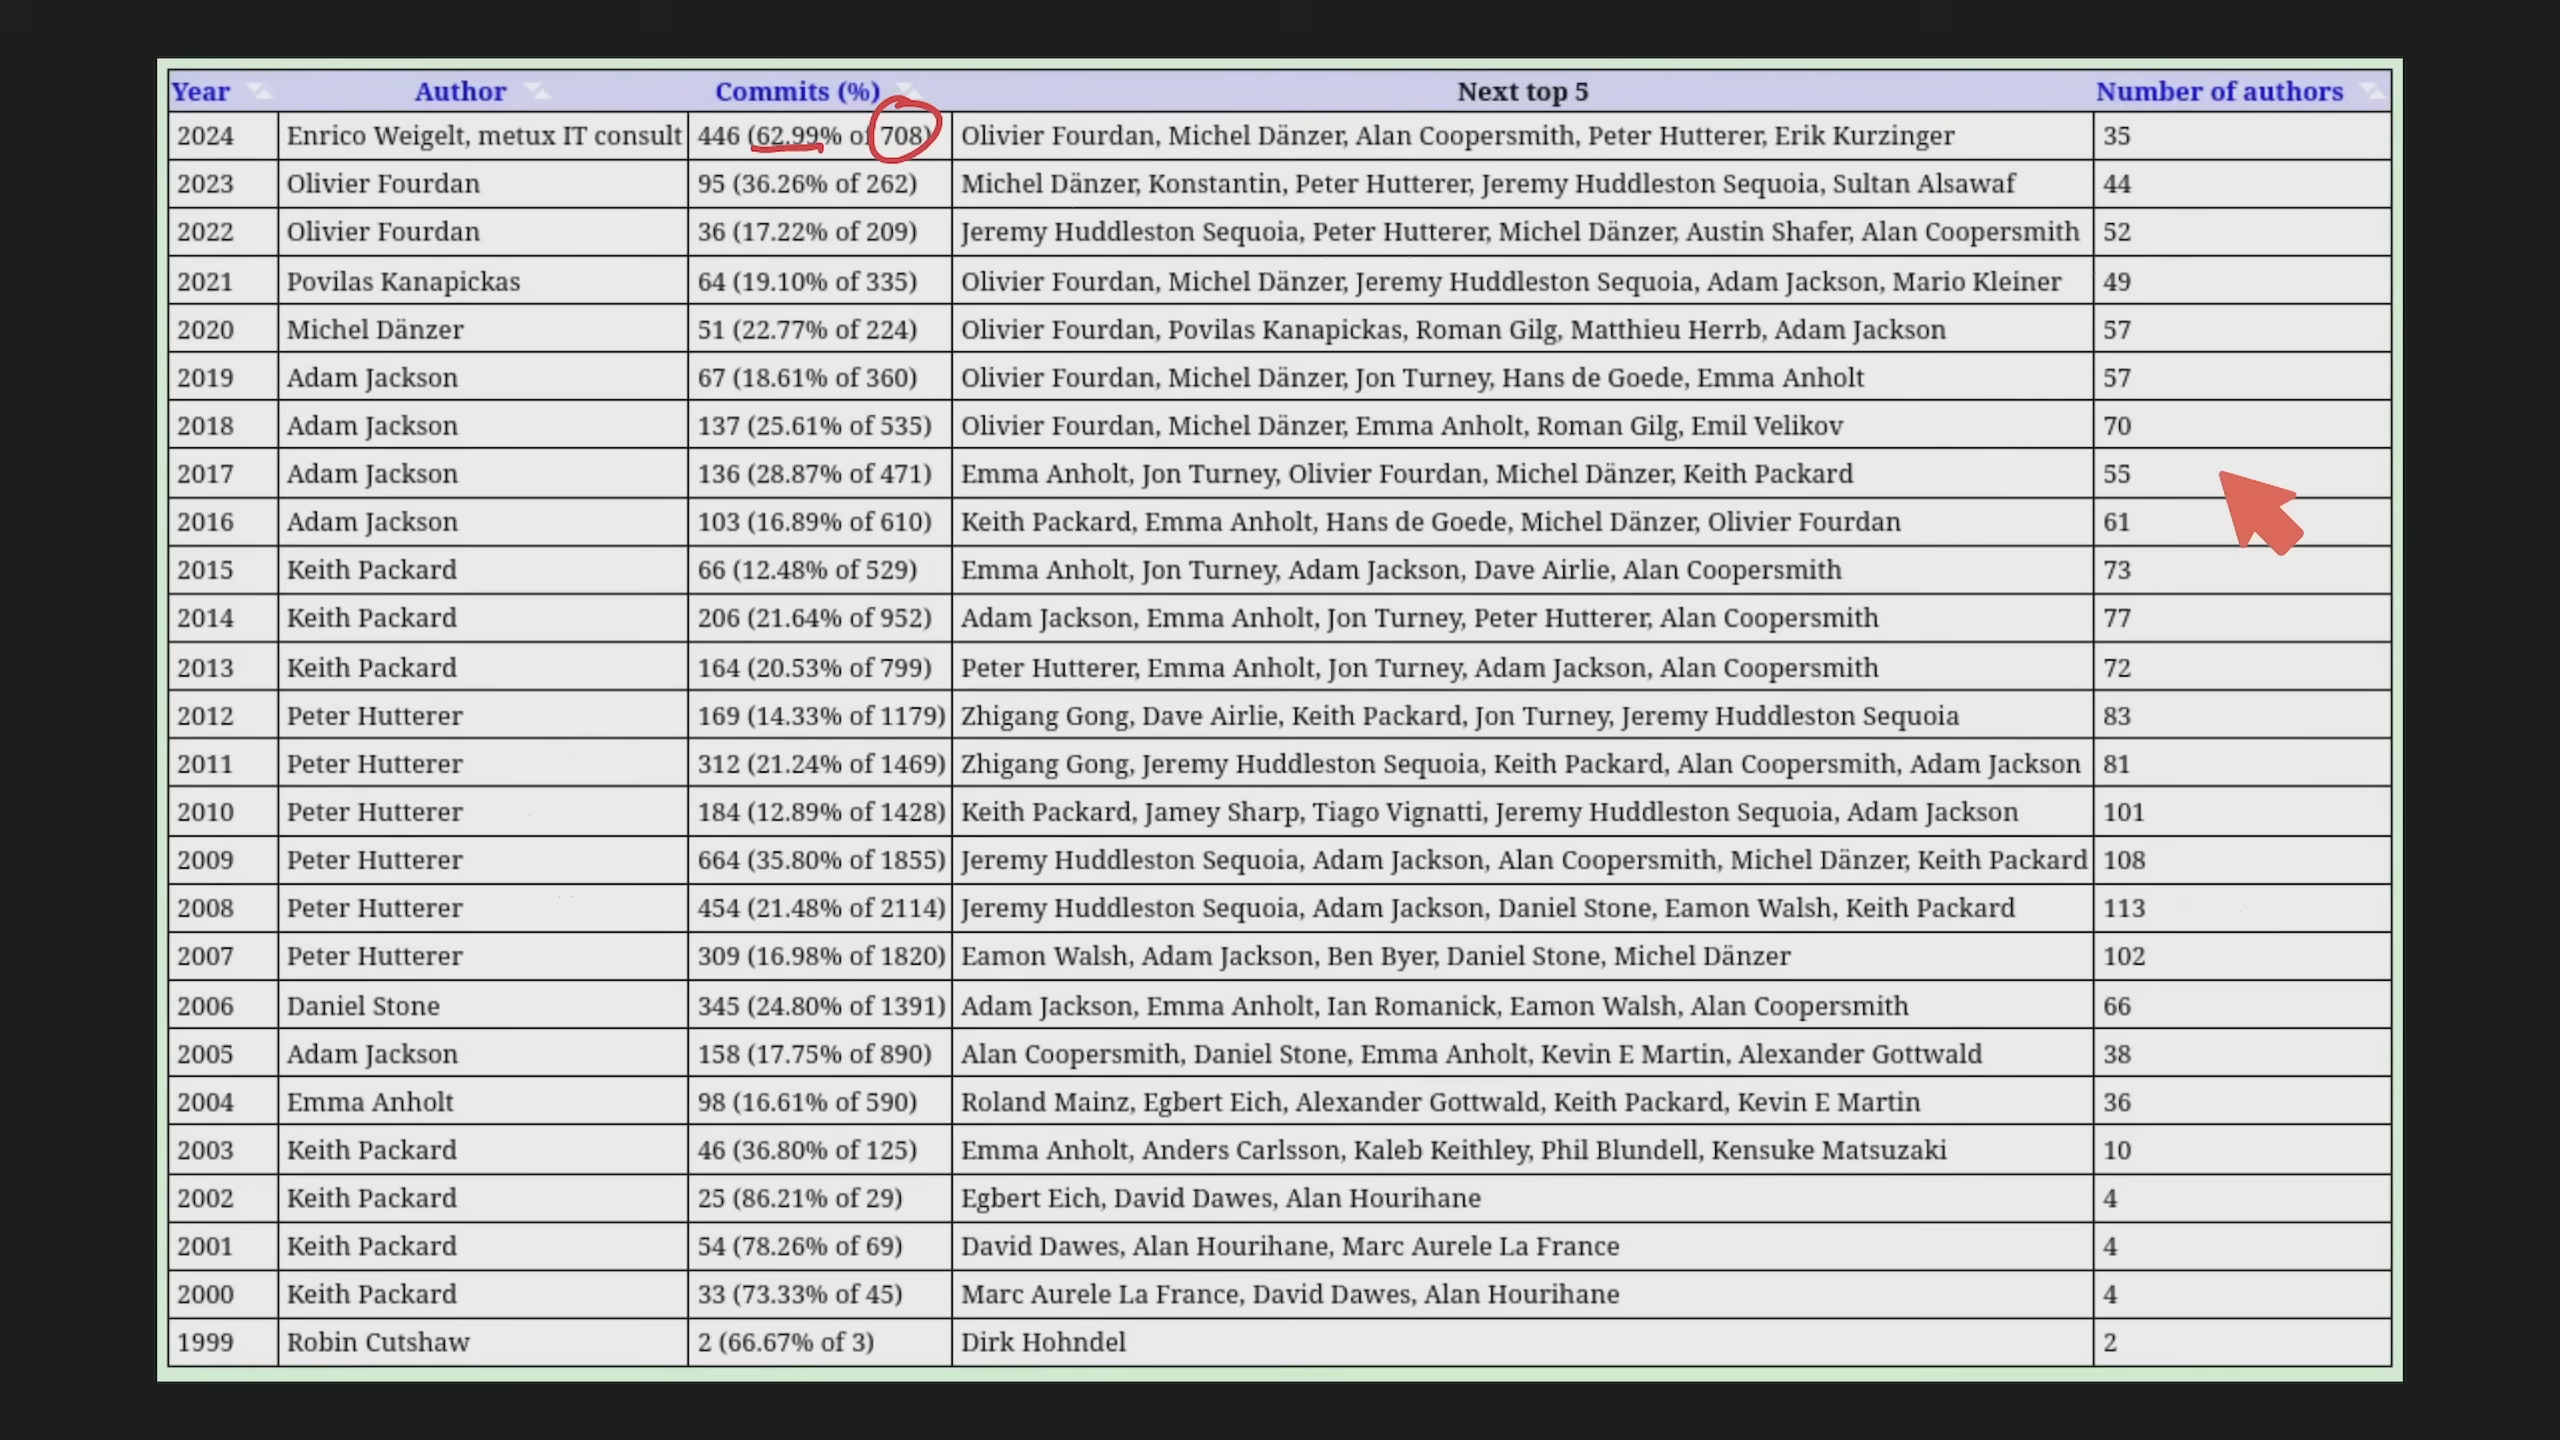 Year Author Commits (%) Next top 5 Number of authors
2024 Enrico Weigelt, metux IT consult 446 (62.99% of 708) Olivier Fourdan, Michel Dänzer, Alan Coopersmith, Peter Hutterer, Erik Kurzinger 35
2023 Olivier Fourdan 95 (36.26% of 262) Michel Dänzer, Konstantin, Peter Hutterer, Jeremy Huddleston Sequoia, Sultan Alsawaf 44
2022 Olivier Fourdan 36 (17.22% of 209) Jeremy Huddleston Sequoia, Peter Hutterer, Michel Dänzer, Austin Shafer, Alan Coopersmith 52
2021 Povilas Kanapickas 64 (19.10% of 335) Olivier Fourdan, Michel Dänzer, Jeremy Huddleston Sequoia, Adam Jackson, Mario Kleiner 49
2020 Michel Dänzer 51 (22.77% of 224) Olivier Fourdan, Povilas Kanapickas, Roman Gilg, Matthieu Herrb, Adam Jackson 57
2019 Adam Jackson 67 (18.61% of 360) Olivier Fourdan, Michel Dänzer, Jon Turney, Hans de Goede, Emma Anholt 57
2018 Adam Jackson 137 (25.61% of 535) Olivier Fourdan, Michel Dänzer, Emma Anholt, Roman Gilg, Emil Velikov 70
2017 Adam Jackson 136 (28.87% of 471) Emma Anholt, Jon Turney, Olivier Fourdan, Michel Dänzer, Keith Packard 55
2016 Adam Jackson 103 (16.89% of 610) Keith Packard, Emma Anholt, Hans de Goede, Michel Dänzer, Olivier Fourdan 61
2015 Keith Packard 66 (12.48% of 529) Emma Anholt, Jon Turney, Adam Jackson, Dave Airlie, Alan Coopersmith 73
2014 Keith Packard 206 (21.64% of 952) Adam Jackson, Emma Anholt, Jon Turney, Peter Hutterer, Alan Coopersmith 77
2013 Keith Packard 164 (20.53% of 799) Peter Hutterer, Emma Anholt, Jon Turney, Adam Jackson, Alan Coopersmith 72
2012 Peter Hutterer 169 (14.33% of 1179) Zhigang Gong, Dave Airlie, Keith Packard, Jon Turney, Jeremy Huddleston Sequoia 83
2011 Peter Hutterer 312 (21.24% of 1469) Zhigang Gong, Jeremy Huddleston Sequoia, Keith Packard, Alan Coopersmith, Adam Jackson 81
2010 Peter Hutterer 184 (12.89% of 1428) Keith Packard, Jamey Sharp, Tiago Vignatti, Jeremy Huddleston Sequoia, Adam Jackson 101
2009 Peter Hutterer 664 (35.80% of 1855) Jeremy Huddleston Sequoia, Adam Jackson, Alan Coopersmith, Michel Dänzer, Keith Packard 108
2008 Peter Hutterer 454 (21.48% of 2114) Jeremy Huddleston Sequoia, Adam Jackson, Daniel Stone, Eamon Walsh, Keith Packard 113
2007 Peter Hutterer 309 (16.98% of 1820) Eamon Walsh, Adam Jackson, Ben Byer, Daniel Stone, Michel Dänzer 102
2006 Daniel Stone 345 (24.80% of 1391) Adam Jackson, Emma Anholt, Ian Romanick, Eamon Walsh, Alan Coopersmith 66
2005 Adam Jackson 158 (17.75% of 890) Alan Coopersmith, Daniel Stone, Emma Anholt, Kevin E Martin, Alexander Gottwald 38
2004 Emma Anholt 98 (16.61% of 590) Roland Mainz, Egbert Eich, Alexander Gottwald, Keith Packard, Kevin E Martin 36
2003 Keith Packard 46 (36.80% of 125) Emma Anholt, Anders Carlsson, Kaleb Keithley, Phil Blundell, Kensuke Matsuzaki 10
2002 Keith Packard 25 (86.21% of 29) Egbert Eich, David Dawes, Alan Hourihane 4
2001 Keith Packard 54 (78.26% of 69) David Dawes, Alan Hourihane, Marc Aurele La France 4
2000 Keith Packard 33 (73.33% of 45) Marc Aurele La France, David Dawes, Alan Hourihane 4
1999 Robin Cutshaw 2 (66.67% of 3) Dirk Hohndel 2